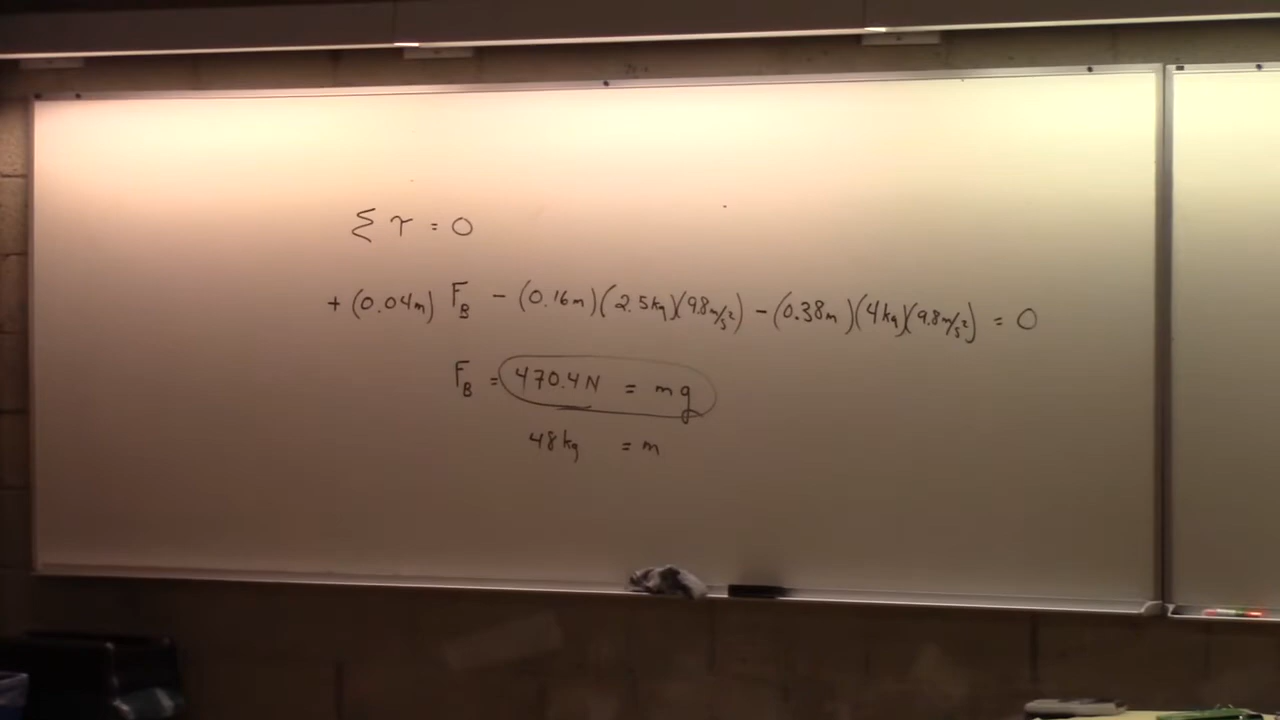 Σ τ = 0
+ (0.04m) F_B - (0.16m)(2.5kg)(9.8m/s²) - (0.38m)(4kg)(9.8m/s²) = 0
F_B = 470.4N = mg
48kg = m